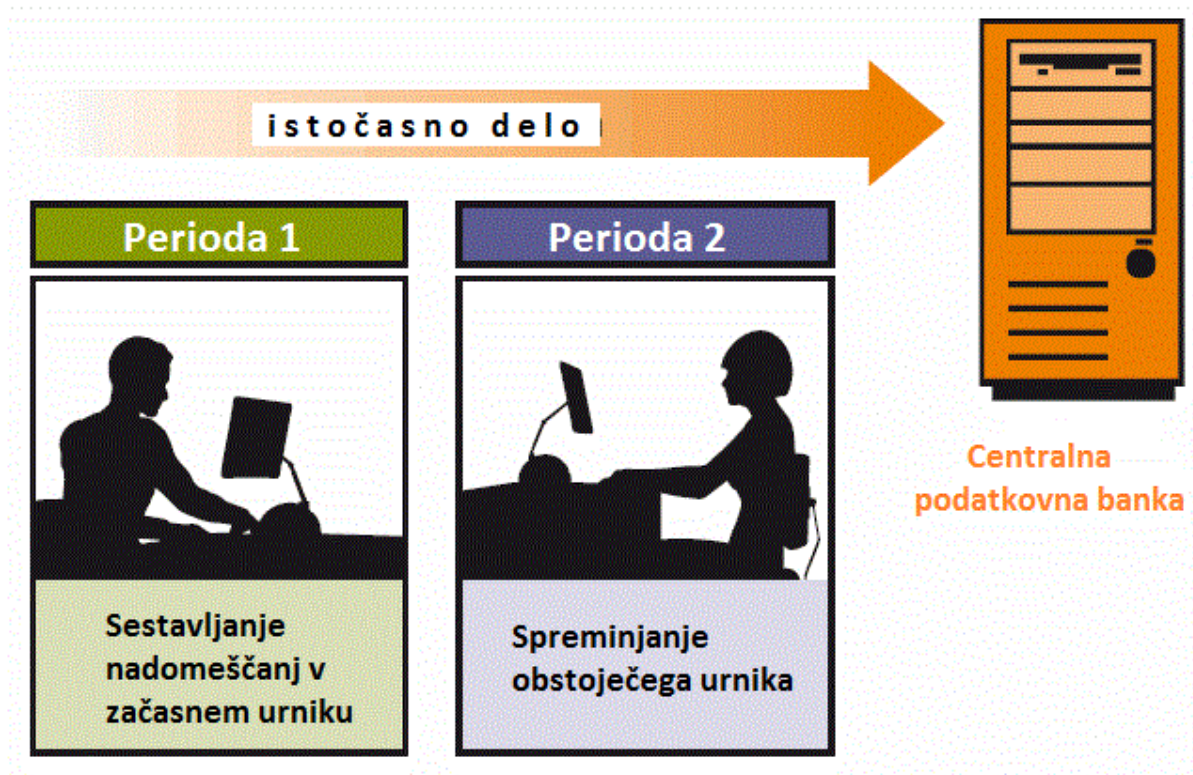 istočasno delo
Perioda 1
Perioda 2
Centralna
podatkovna banka
Sestavljanje
nadomeščanj v
začasnem urniku
Spreminjanje
obstoječega urnika